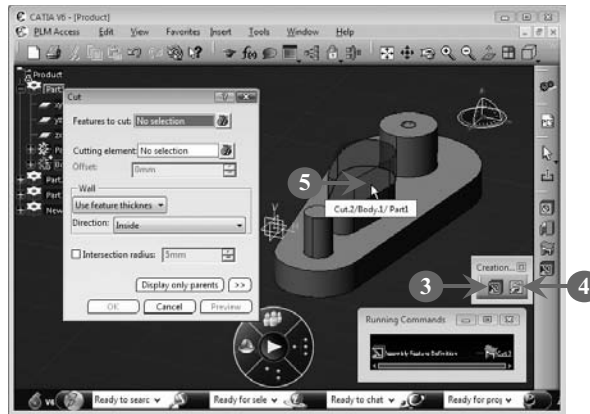 CATIA V6 - [Product]
PLM Access Edit View Favorites Insert Tools Window Help
Product
Cut
Features to cut: No selection
Cutting element: No selection
Offset: 0mm
Wall
Use feature thicknes
Direction: Inside
Intersection radius: 5mm
Display only parents >>
OK Cancel Preview
5
Cut.2/Body.1/ Part1
Creation...
3
4
Running Commands
Assembly Feature Definition Cut.2
V6 Ready to searc Ready for sele Ready to chat Ready for proj